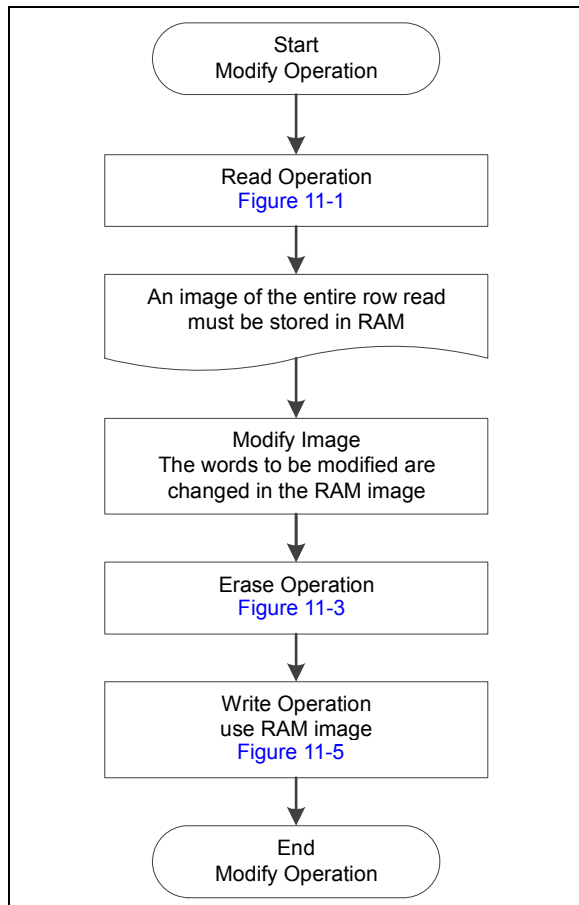 Start
Modify Operation
Read Operation
Figure 11-1
An image of the entire row read
must be stored in RAM
Modify Image
The words to be modified are
changed in the RAM image
Erase Operation
Figure 11-3
Write Operation
use RAM image
Figure 11-5
End
Modify Operation